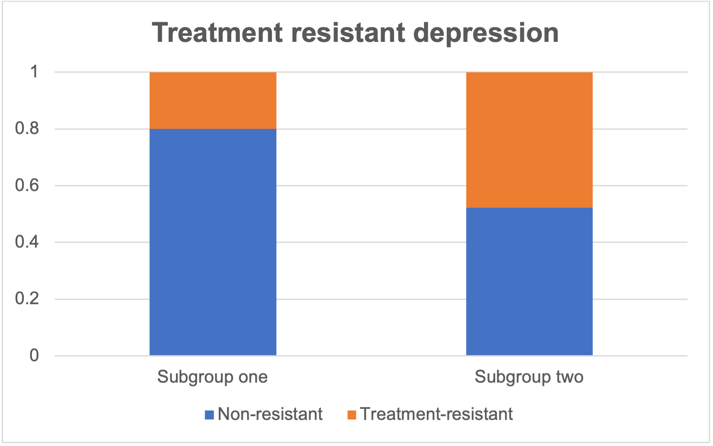 Treatment resistant depression
1
0.8
0.6
0.4
0.2
0
Subgroup one Subgroup two
Non-resistant Treatment-resistant